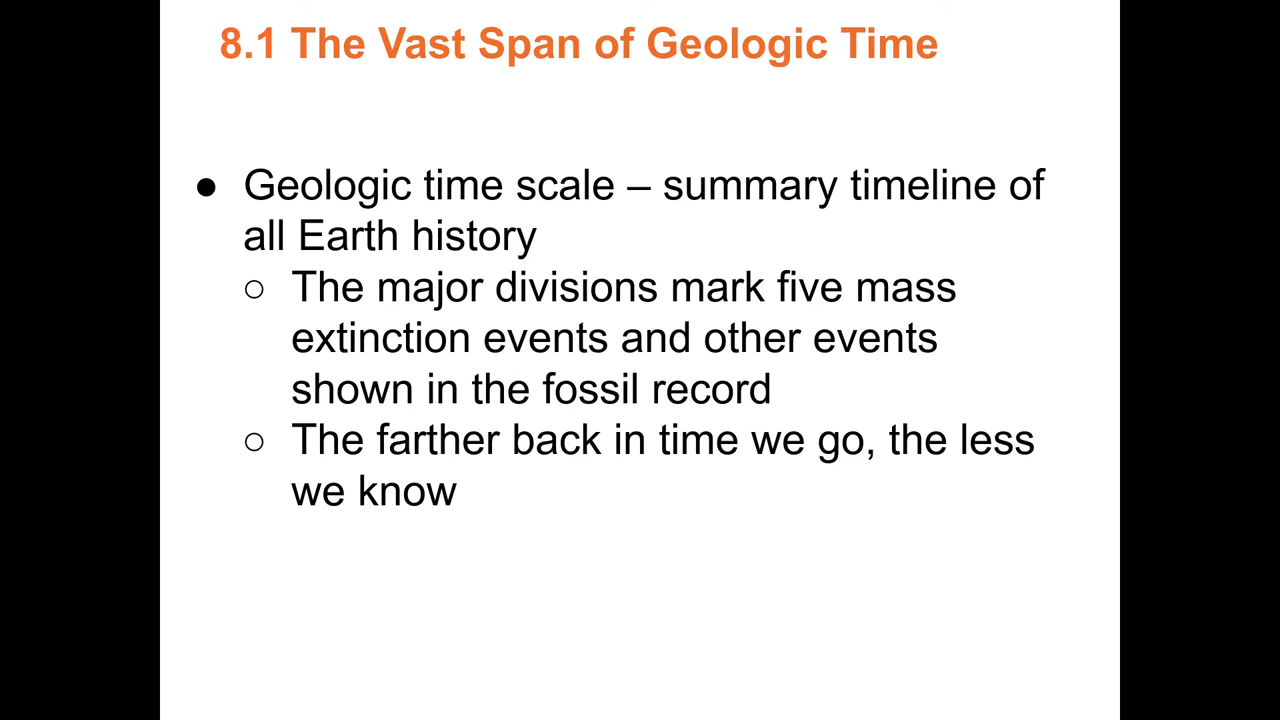 8.1 The Vast Span of Geologic Time
● Geologic time scale – summary timeline of
all Earth history
○ The major divisions mark five mass
extinction events and other events
shown in the fossil record
○ The farther back in time we go, the less
we know